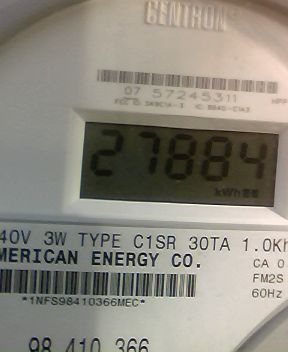 CENTRON®
07 57245311
27884
kWh
40V 3W TYPE C1SR 30TA 1.0Kh
MERICAN ENERGY CO.
CA 0
FM2S
*1NFS98410366MEC*
60Hz
98 410 366